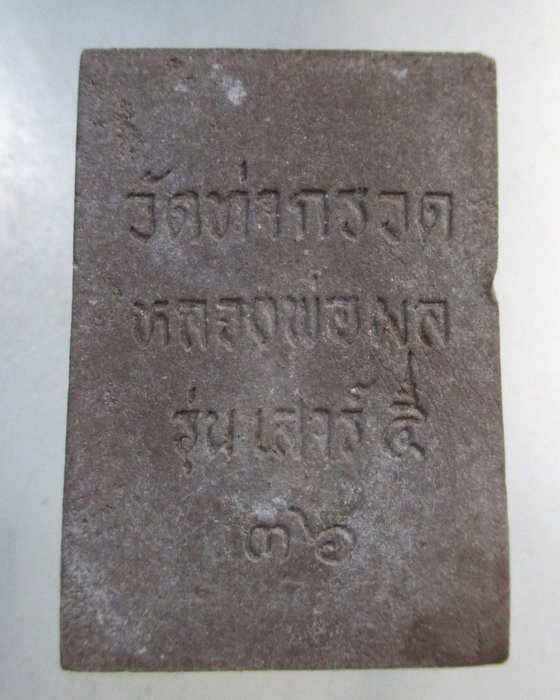 วัดท่ากรวด
หลวงพ่อมูล
รุ่นเสาร์ ๕
๓๖